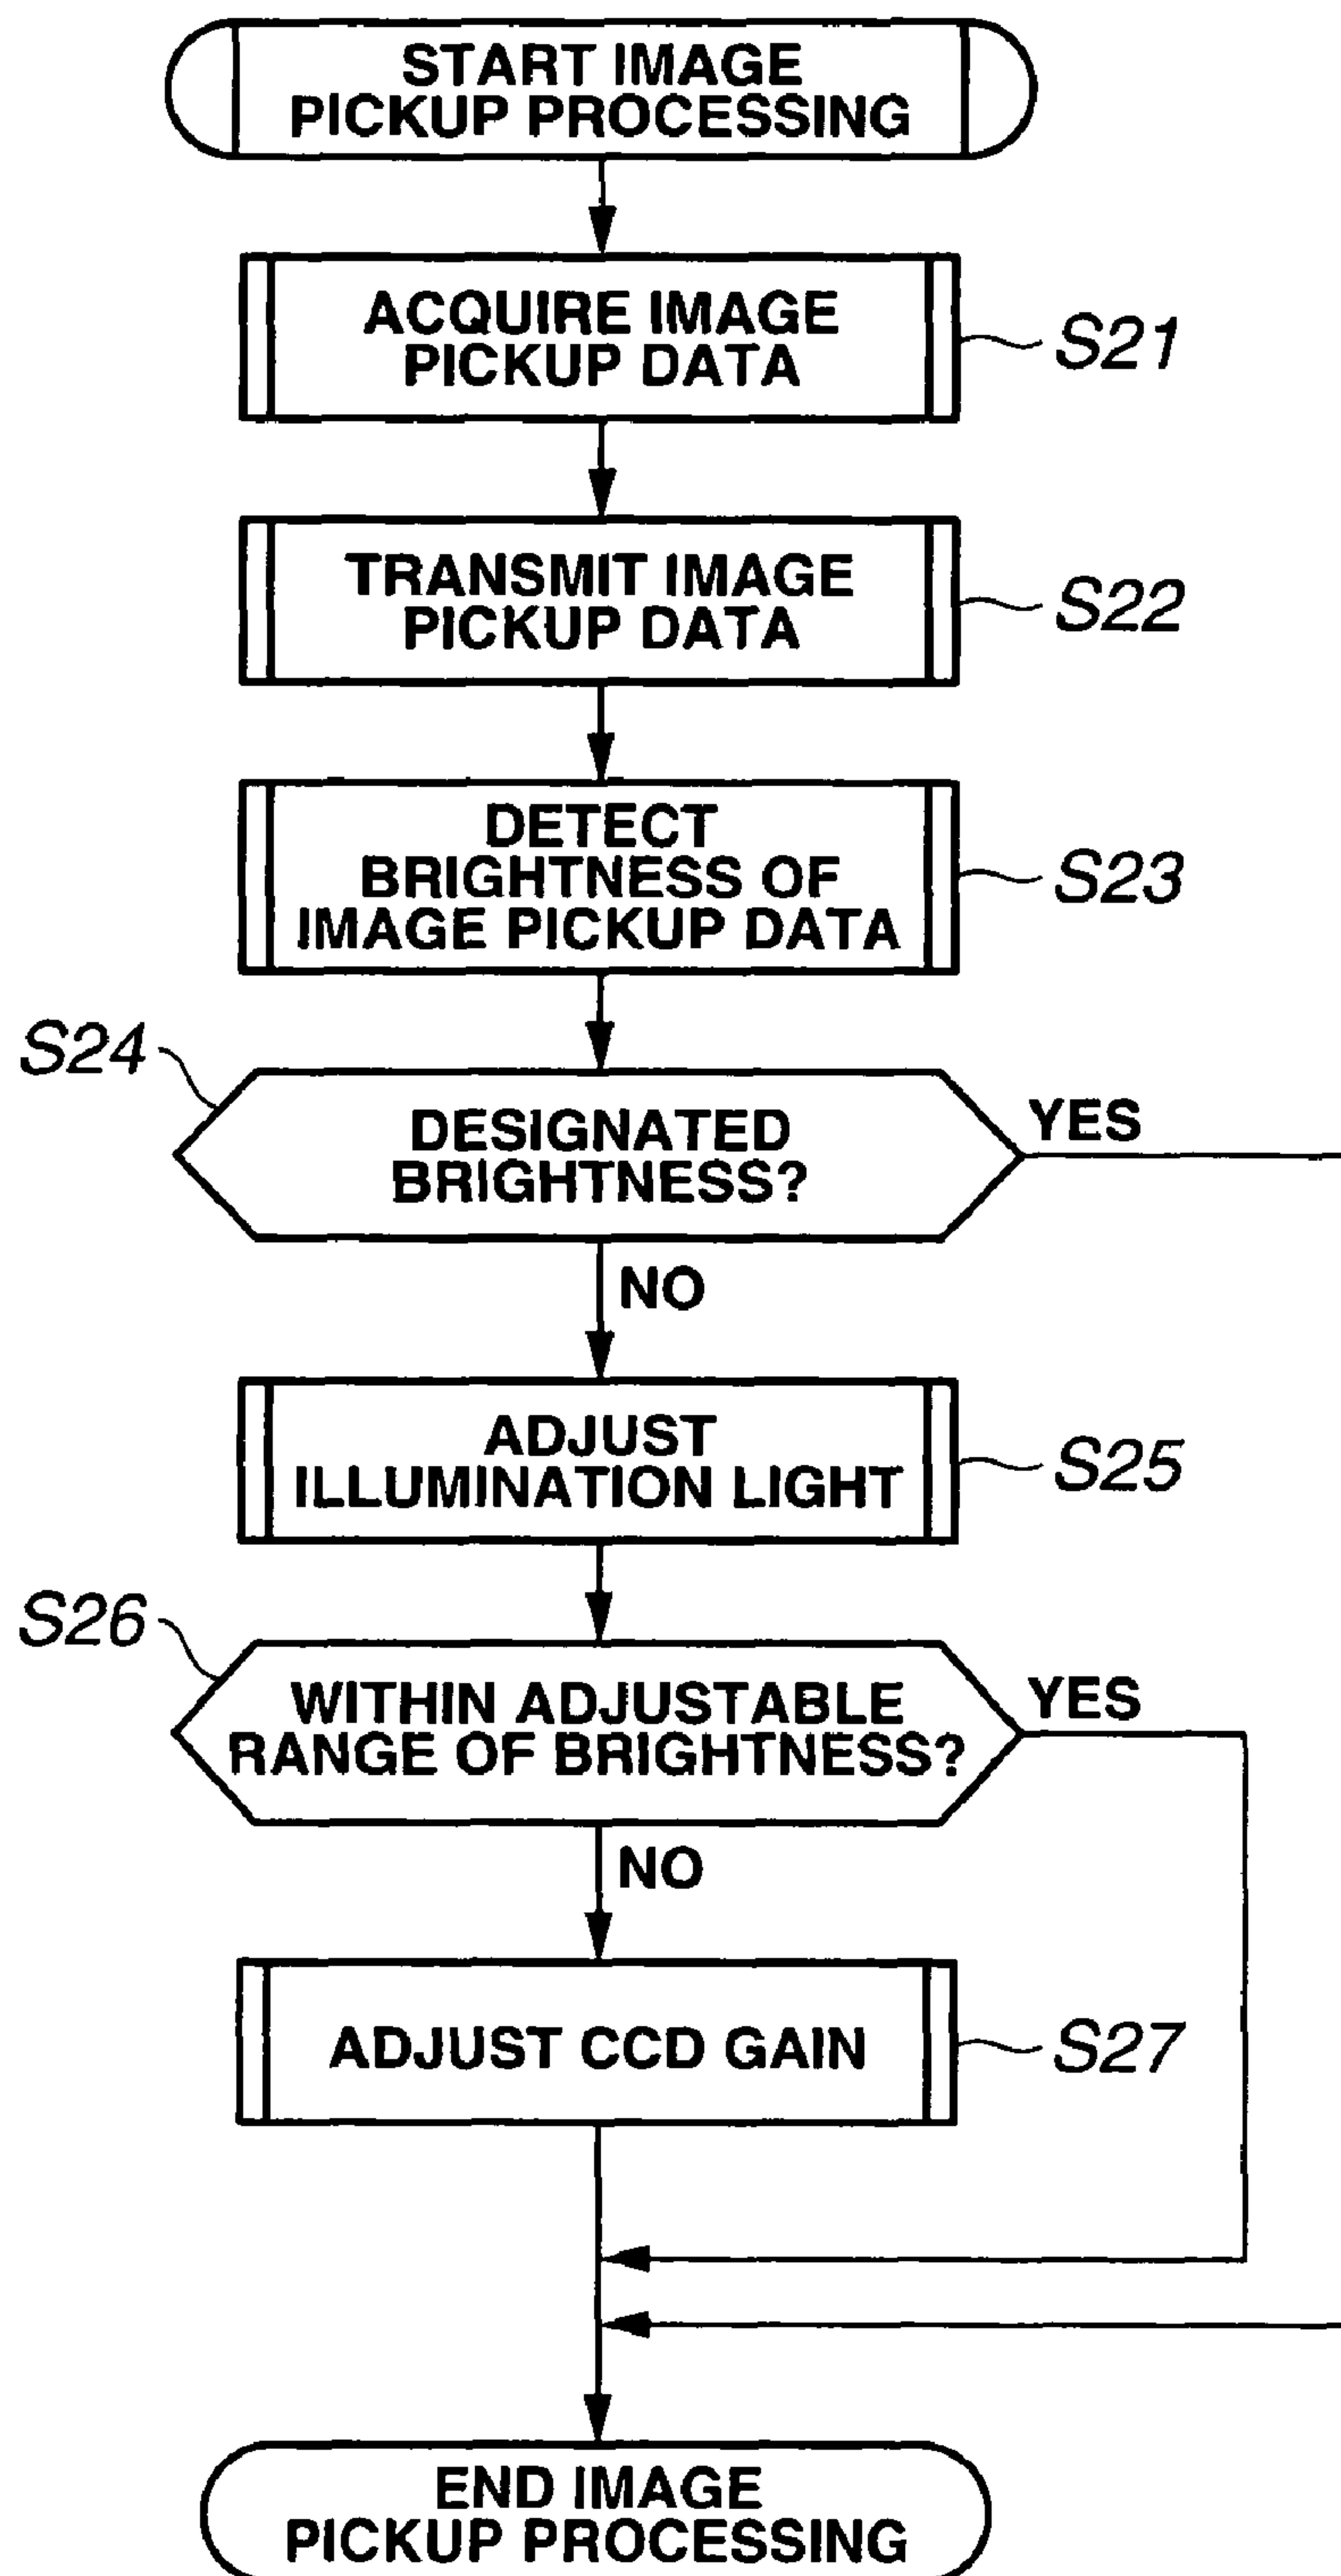 START IMAGE
PICKUP PROCESSING
ACQUIRE IMAGE
PICKUP DATA
S21
TRANSMIT IMAGE
PICKUP DATA
S22
DETECT
BRIGHTNESS OF
IMAGE PICKUP DATA
S23
S24
DESIGNATED
BRIGHTNESS?
YES
NO
ADJUST
ILLUMINATION LIGHT
S25
S26
WITHIN ADJUSTABLE
RANGE OF BRIGHTNESS?
YES
NO
ADJUST CCD GAIN
S27
END IMAGE
PICKUP PROCESSING